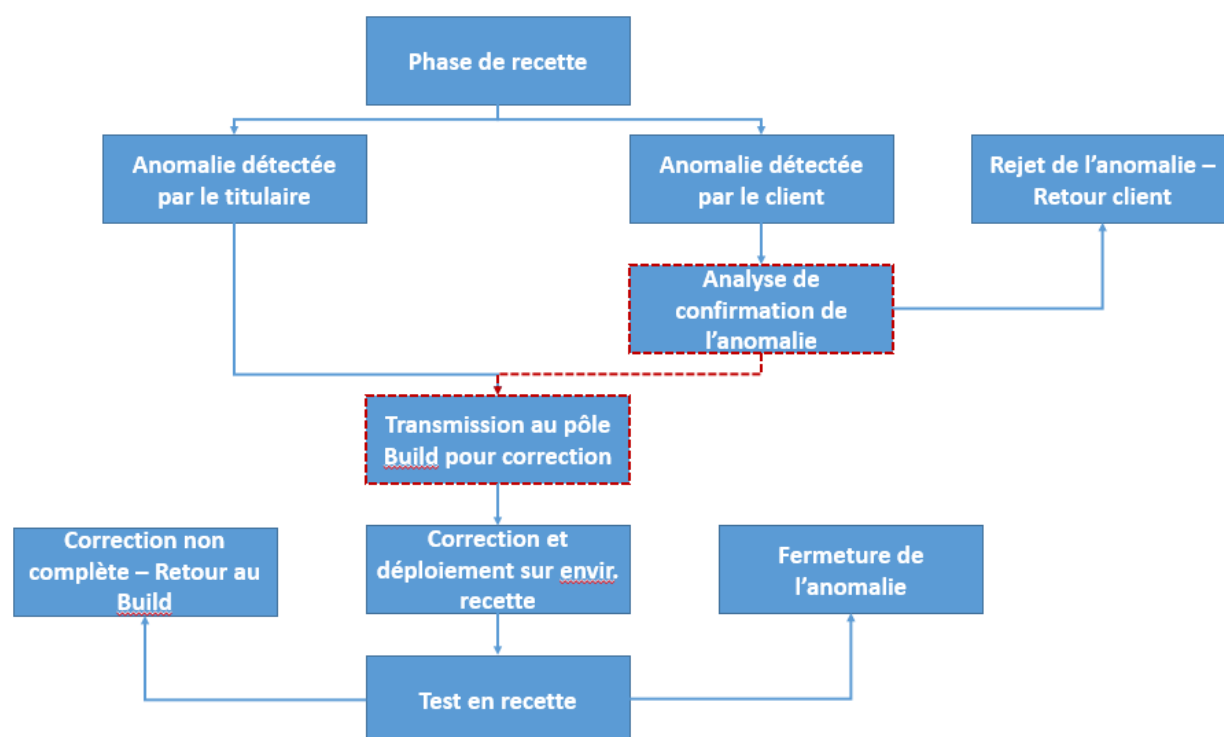 Phase de recette
Anomalie détectée
par le titulaire
Anomalie détectée
par le client
Rejet de l’anomalie –
Retour client
Analyse de
confirmation de
l’anomalie
Transmission au pôle
Build pour correction
Correction non
complète – Retour au
Build
Correction et
déploiement sur envir.
recette
Fermeture de
l’anomalie
Test en recette